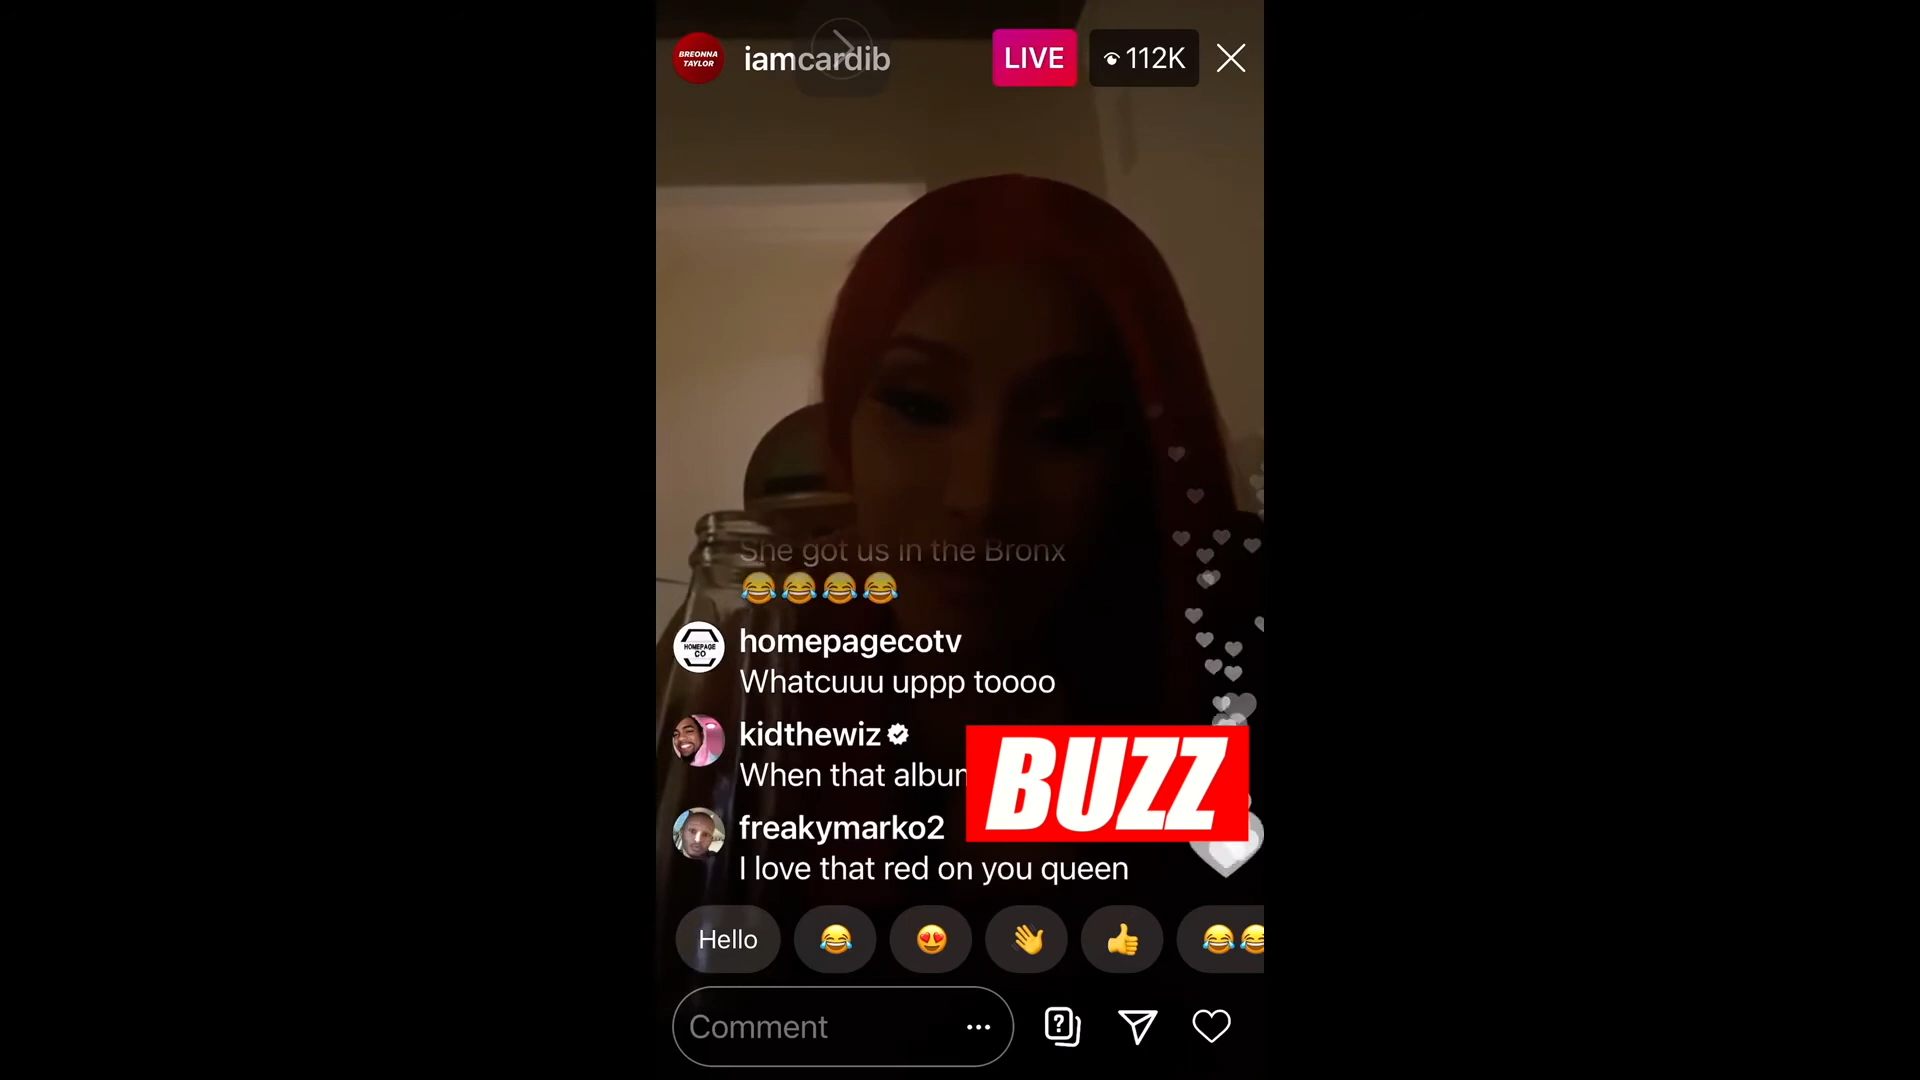 BREONNA
TAYLOR
iamcardib
LIVE
112K
She got us in the Bronx
😂😂😂😂
HOMEPAGE
CO
homepagecotv
Whatcuuu uppp toooo
kidthewiz
When that album
BUZZ
freakymarko2
I love that red on you queen
Hello
Comment